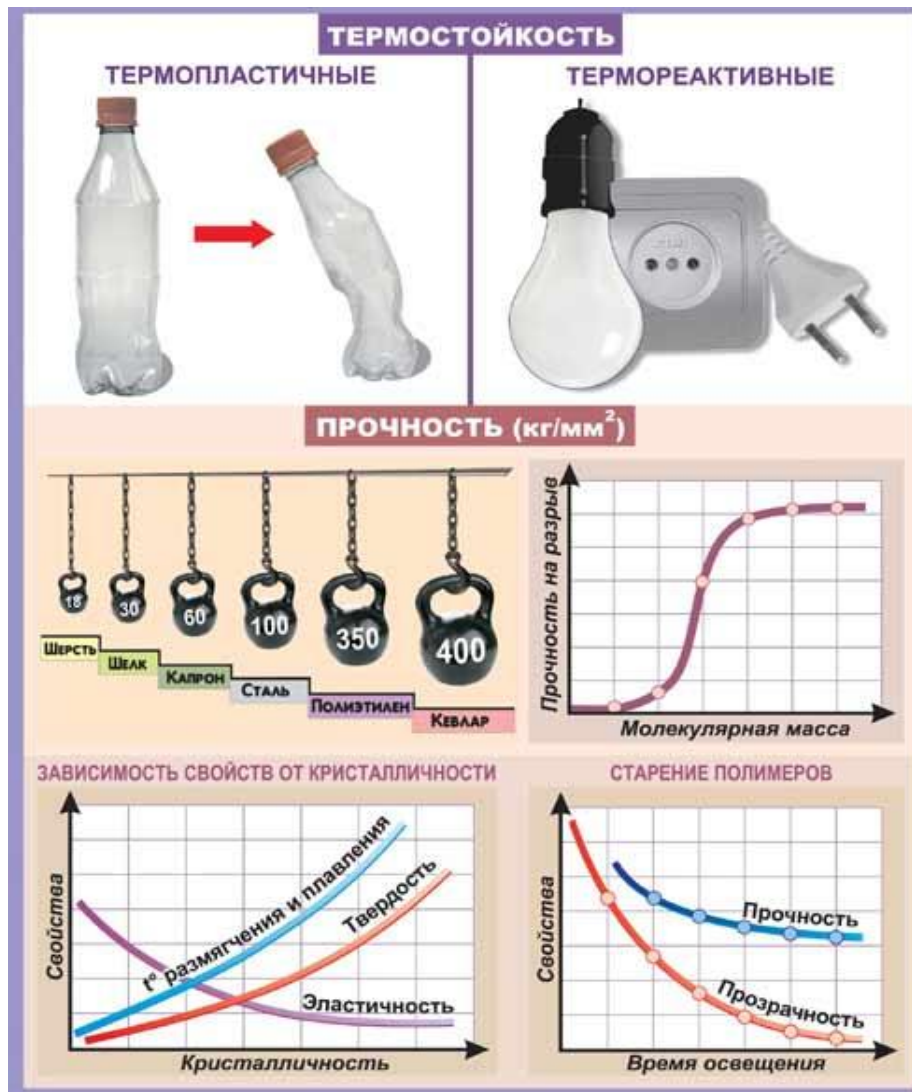 ТЕРМОСТОЙКОСТЬ
ТЕРМОПЛАСТИЧНЫЕ
ТЕРМОРЕАКТИВНЫЕ
ПРОЧНОСТЬ (кг/мм²)
18
30
60
100
350
400
ШЕРСТЬ
ШЕЛК
КАПРОН
СТАЛЬ
ПОЛИЭТИЛЕН
КЕВЛАР
Прочность на разрыв
Молекулярная масса
ЗАВИСИМОСТЬ СВОЙСТВ ОТ КРИСТАЛЛИЧНОСТИ
Свойства
t° размягчения и плавления
Твердость
Эластичность
Кристалличность
СТАРЕНИЕ ПОЛИМЕРОВ
Свойства
Прочность
Прозрачность
Время освещения